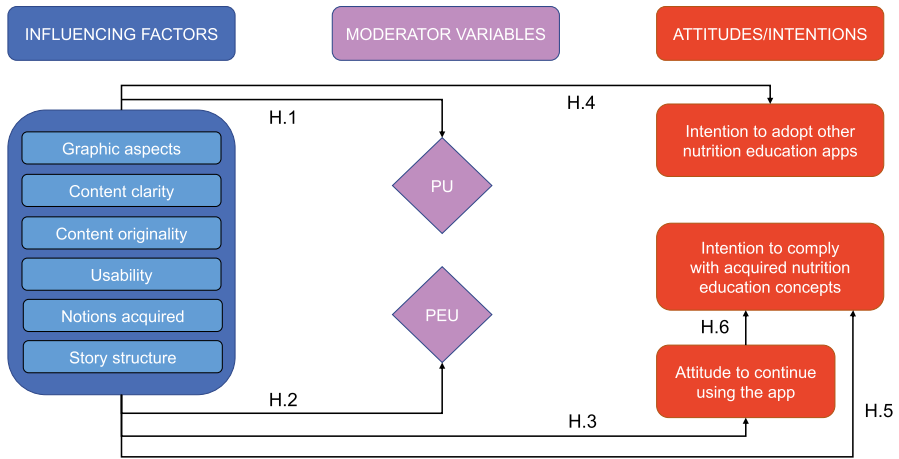 INFLUENCING FACTORS
MODERATOR VARIABLES
ATTITUDES/INTENTIONS
H.1
H.4
Graphic aspects
Content clarity
Content originality
Usability
Notions acquired
Story structure
PU
PEU
Intention to adopt other
nutrition education apps
Intention to comply
with acquired nutrition
education concepts
H.6
Attitude to continue
using the app
H.2
H.3
H.5